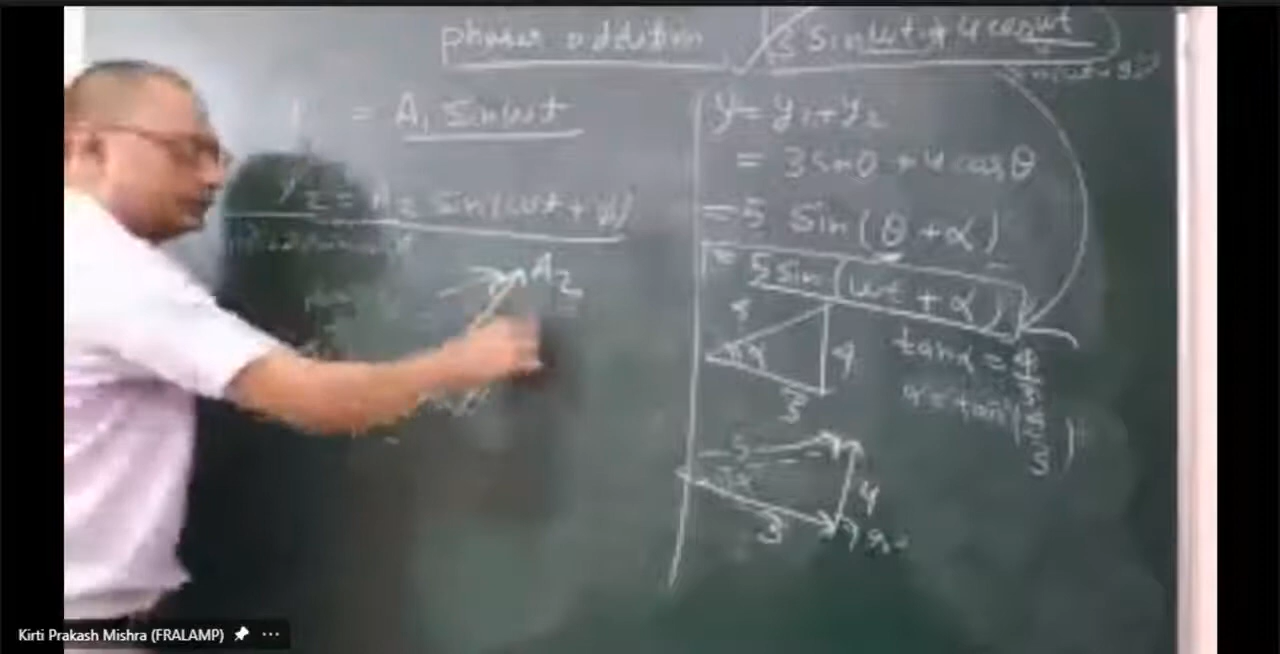 phasor addition 3 sinωt + 4 cosωt
= A₁ sinωt
y₂ = A₂ sin(ωt +
A₂
y = y₁+y₂
= 3 sinθ + 4 cosθ
= 5 sin(θ + α)
= 5 sin(ωt + α)
α 4
3
tanα = 4/3
α = tan⁻¹(4/3)
5
4
3
Kirti Prakash Mishra (FRALAMP)